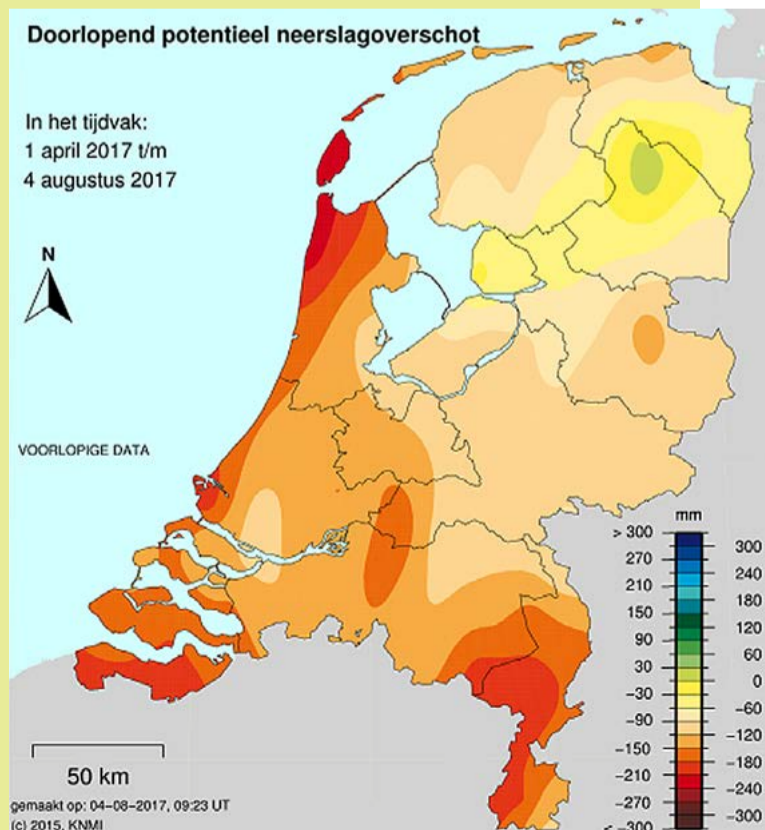 Doorlopend potentieel neerslagoverschot
In het tijdvak:
1 april 2017 t/m
4 augustus 2017
N
VOORLOPIGE DATA
50 km
gemaakt op: 04-08-2017, 09:23 UT
(c) 2015, KNMI
mm
> 300
300
270
240
210
180
150
120
90
60
30
0
-30
-60
-90
-120
-150
-180
-210
-240
-270
-300
< -300